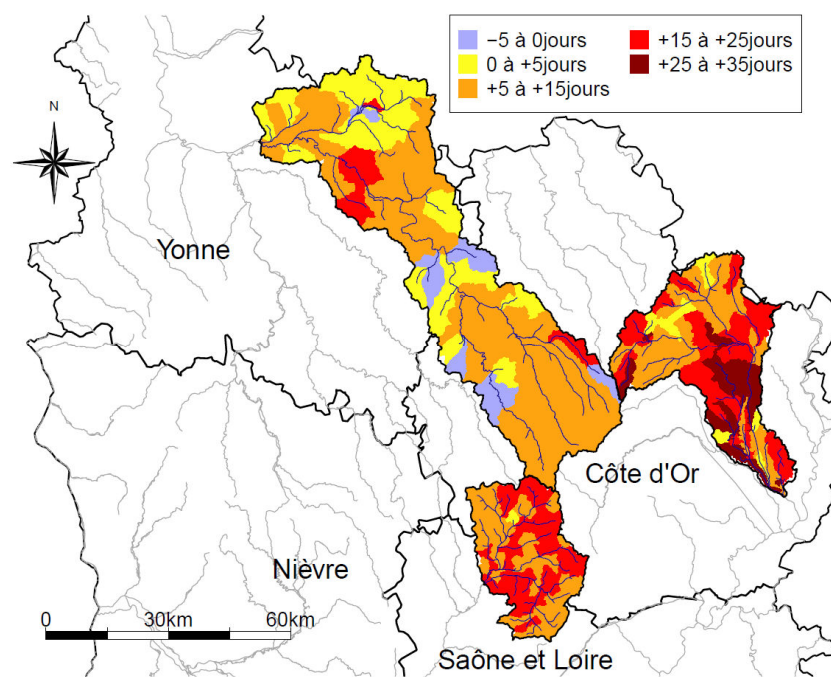 −5 à 0jours
0 à +5jours
+5 à +15jours
+15 à +25jours
+25 à +35jours
N
Yonne
Côte d'Or
Nièvre
0 30km 60km
Saône et Loire